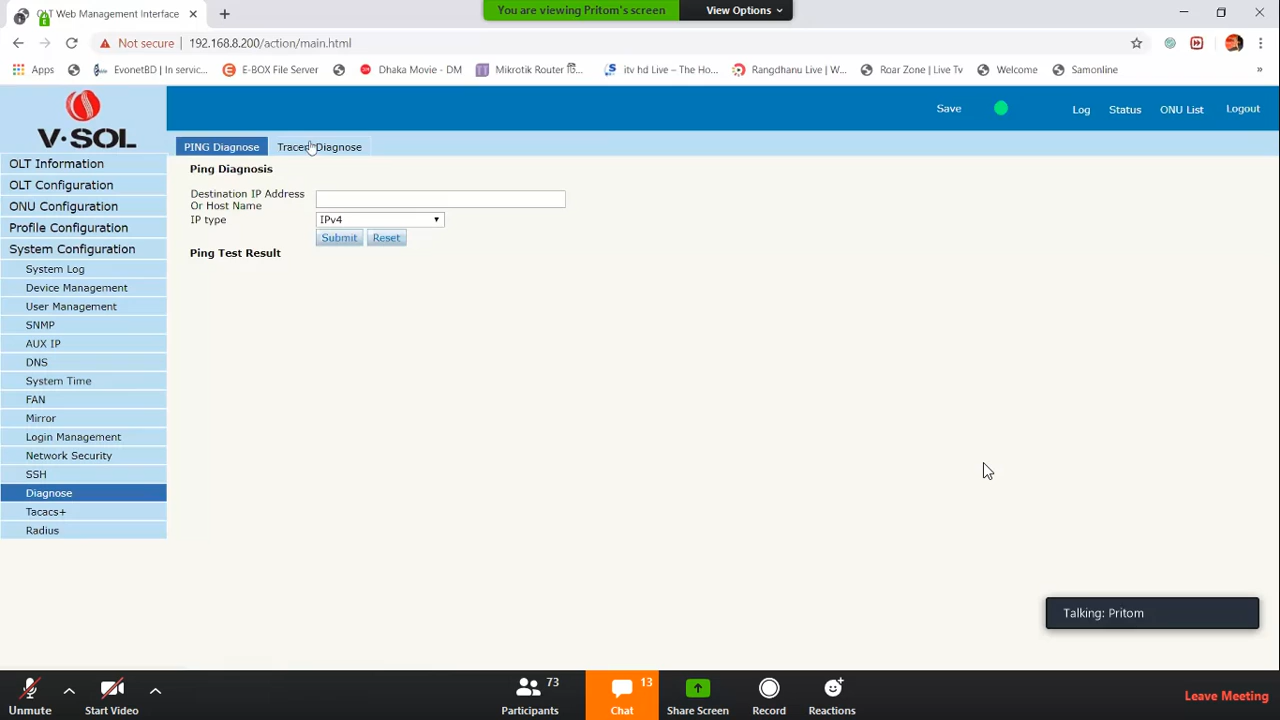 OLT Web Management Interface
You are viewing Pritom's screen
View Options
Not secure
192.168.8.200/action/main.html
Apps
EvonetBD | In servic...
E-BOX File Server
Dhaka Movie - DM
Mikrotik Router
itv hd Live – The Ho...
Rangdhanu Live | W...
Roar Zone | Live Tv
Welcome
Samonline
»
V·SOL
Save
Log
Status
ONU List
Logout
OLT Information
OLT Configuration
ONU Configuration
Profile Configuration
System Configuration
System Log
Device Management
User Management
SNMP
AUX IP
DNS
System Time
FAN
Mirror
Login Management
Network Security
SSH
Diagnose
Tacacs+
Radius
PING Diagnose
Diagnose
Ping Diagnosis
Destination IP Address
Or Host Name
IP type
IPv4
Submit
Reset
Ping Test Result
Talking: Pritom
Unmute
Start Video
73
Participants
13
Chat
Share Screen
Record
Reactions
Leave Meeting